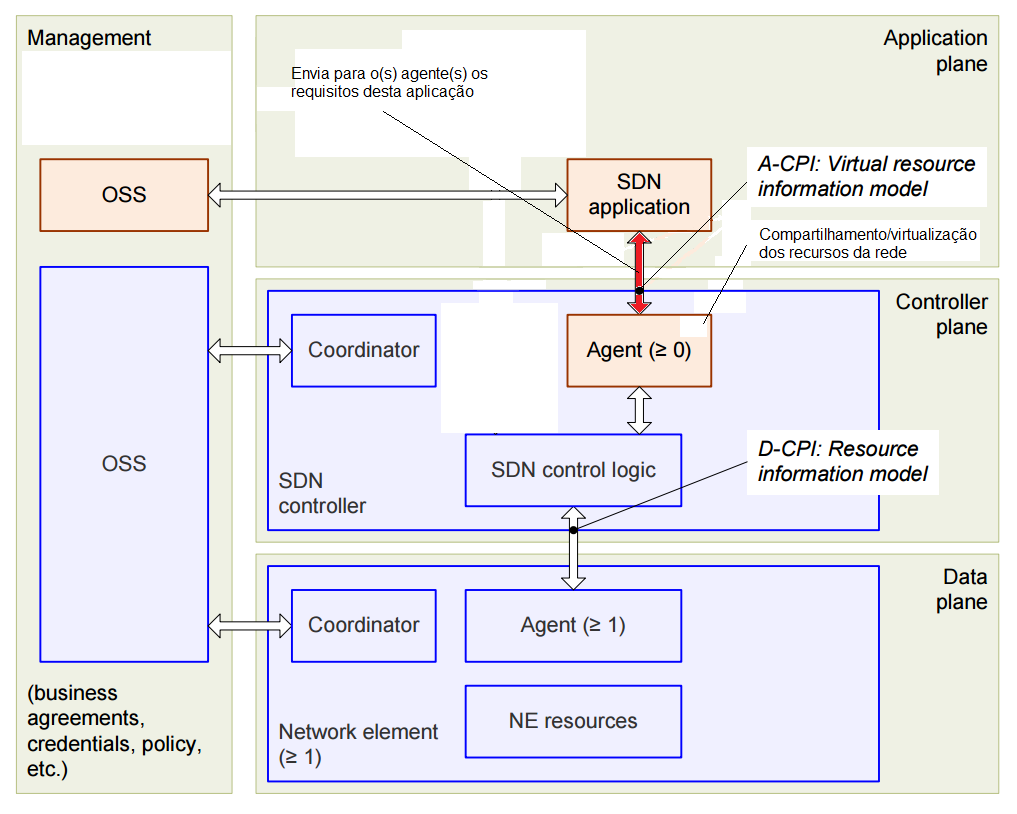 Management
Application
plane
Envia para o(s) agente(s) os
requisitos desta aplicação
OSS
SDN
application
A-CPI: Virtual resource
information model
Compartilhamento/virtualização
dos recursos da rede
Controller
plane
Coordinator
Agent (≥ 0)
OSS
SDN control logic
D-CPI: Resource
information model
SDN
controller
Data
plane
Coordinator
Agent (≥ 1)
NE resources
Network element
(≥ 1)
(business
agreements,
credentials, policy,
etc.)